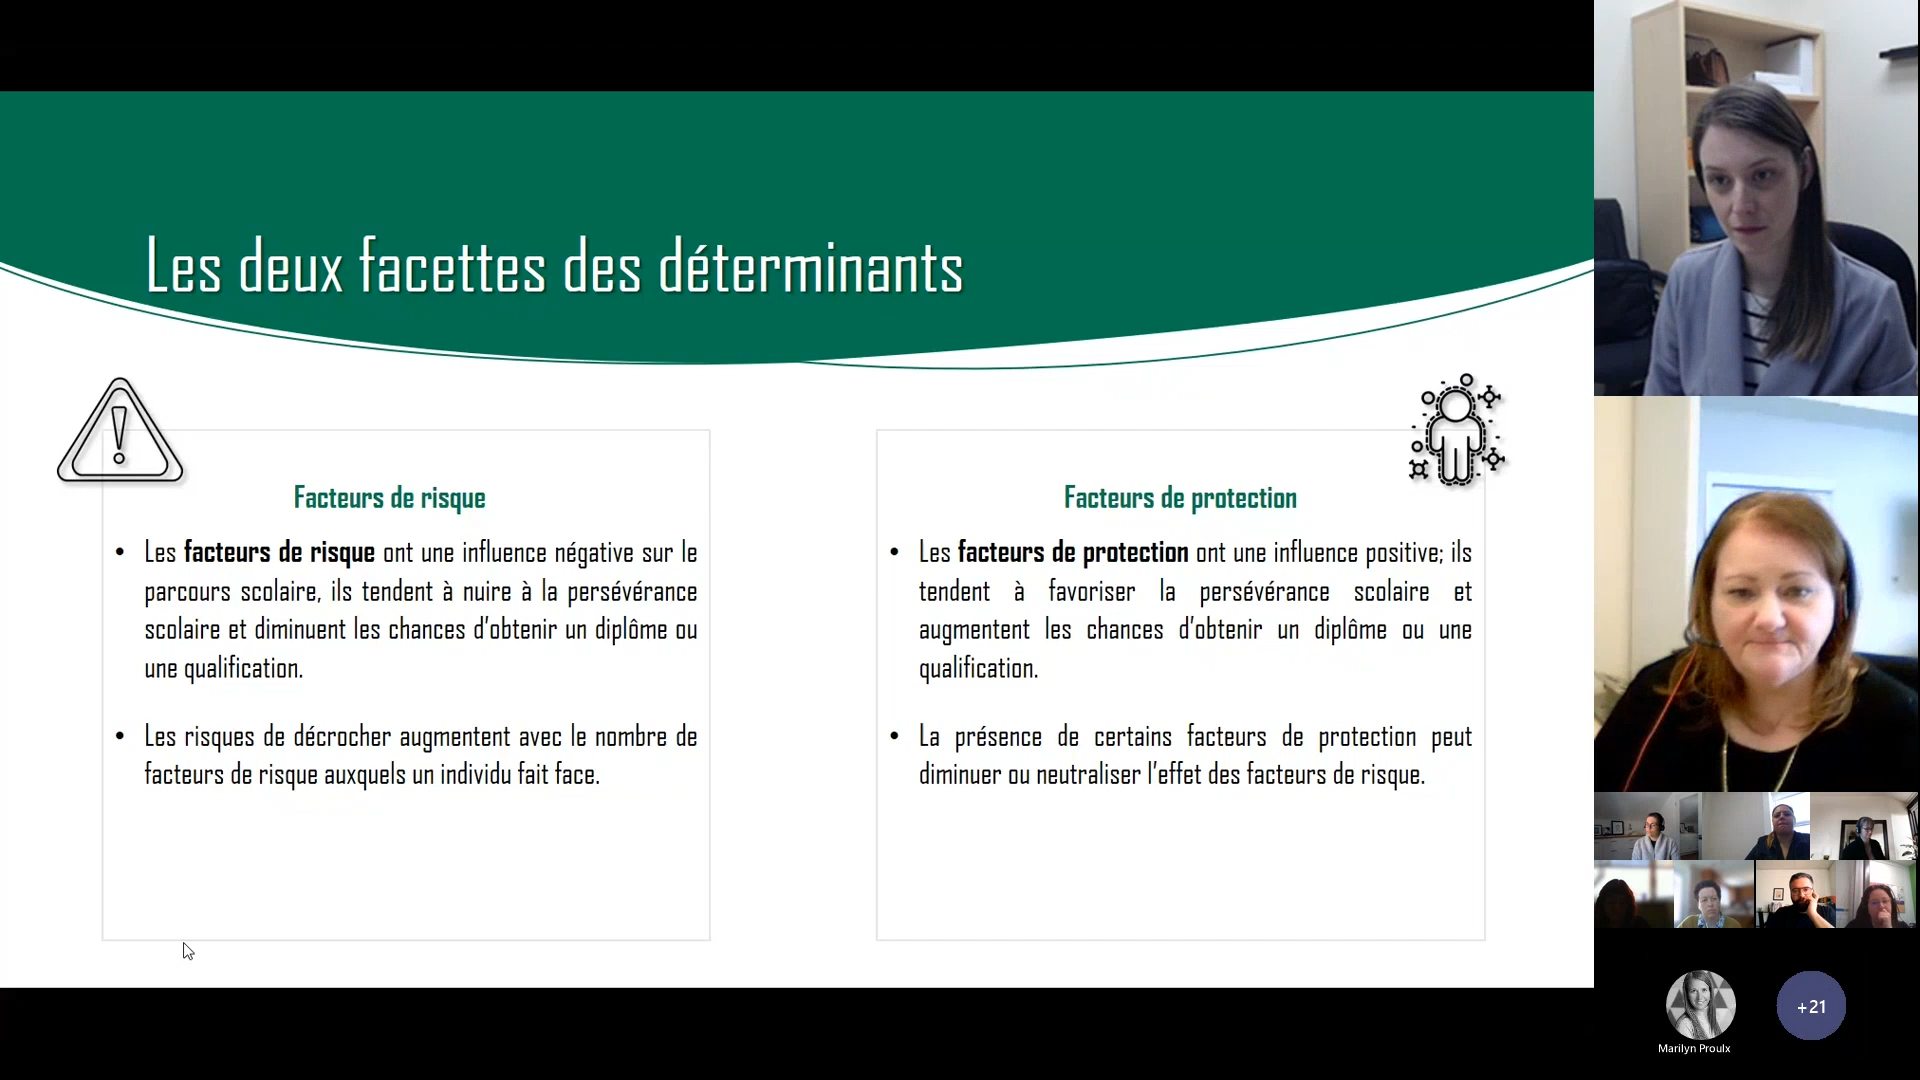 Les deux facettes des déterminants
Facteurs de risque
• Les facteurs de risque ont une influence négative sur le
parcours scolaire, ils tendent à nuire à la persévérance
scolaire et diminuent les chances d’obtenir un diplôme ou
une qualification.
• Les risques de décrocher augmentent avec le nombre de
facteurs de risque auxquels un individu fait face.
Facteurs de protection
• Les facteurs de protection ont une influence positive; ils
tendent à favoriser la persévérance scolaire et
augmentent les chances d’obtenir un diplôme ou une
qualification.
• La présence de certains facteurs de protection peut
diminuer ou neutraliser l’effet des facteurs de risque.
+21
Marilyn Proulx